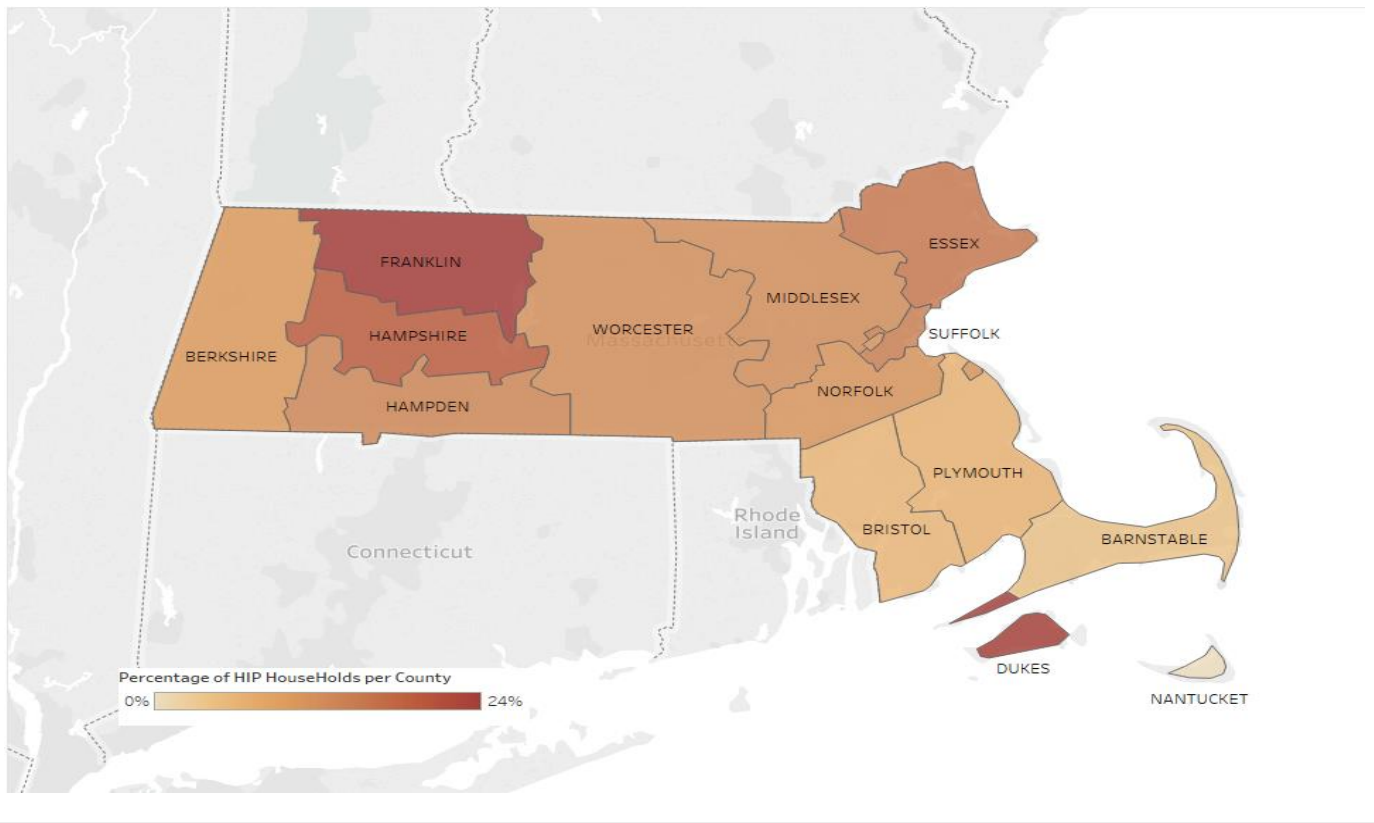 ESSEX
FRANKLIN
MIDDLESEX
WORCESTER
Massachusetts
SUFFOLK
HAMPSHIRE
BERKSHIRE
NORFOLK
HAMPDEN
PLYMOUTH
Rhode
Island
BRISTOL
BARNSTABLE
Connecticut
DUKES
Percentage of HIP HouseHolds per County
0% 24%
NANTUCKET